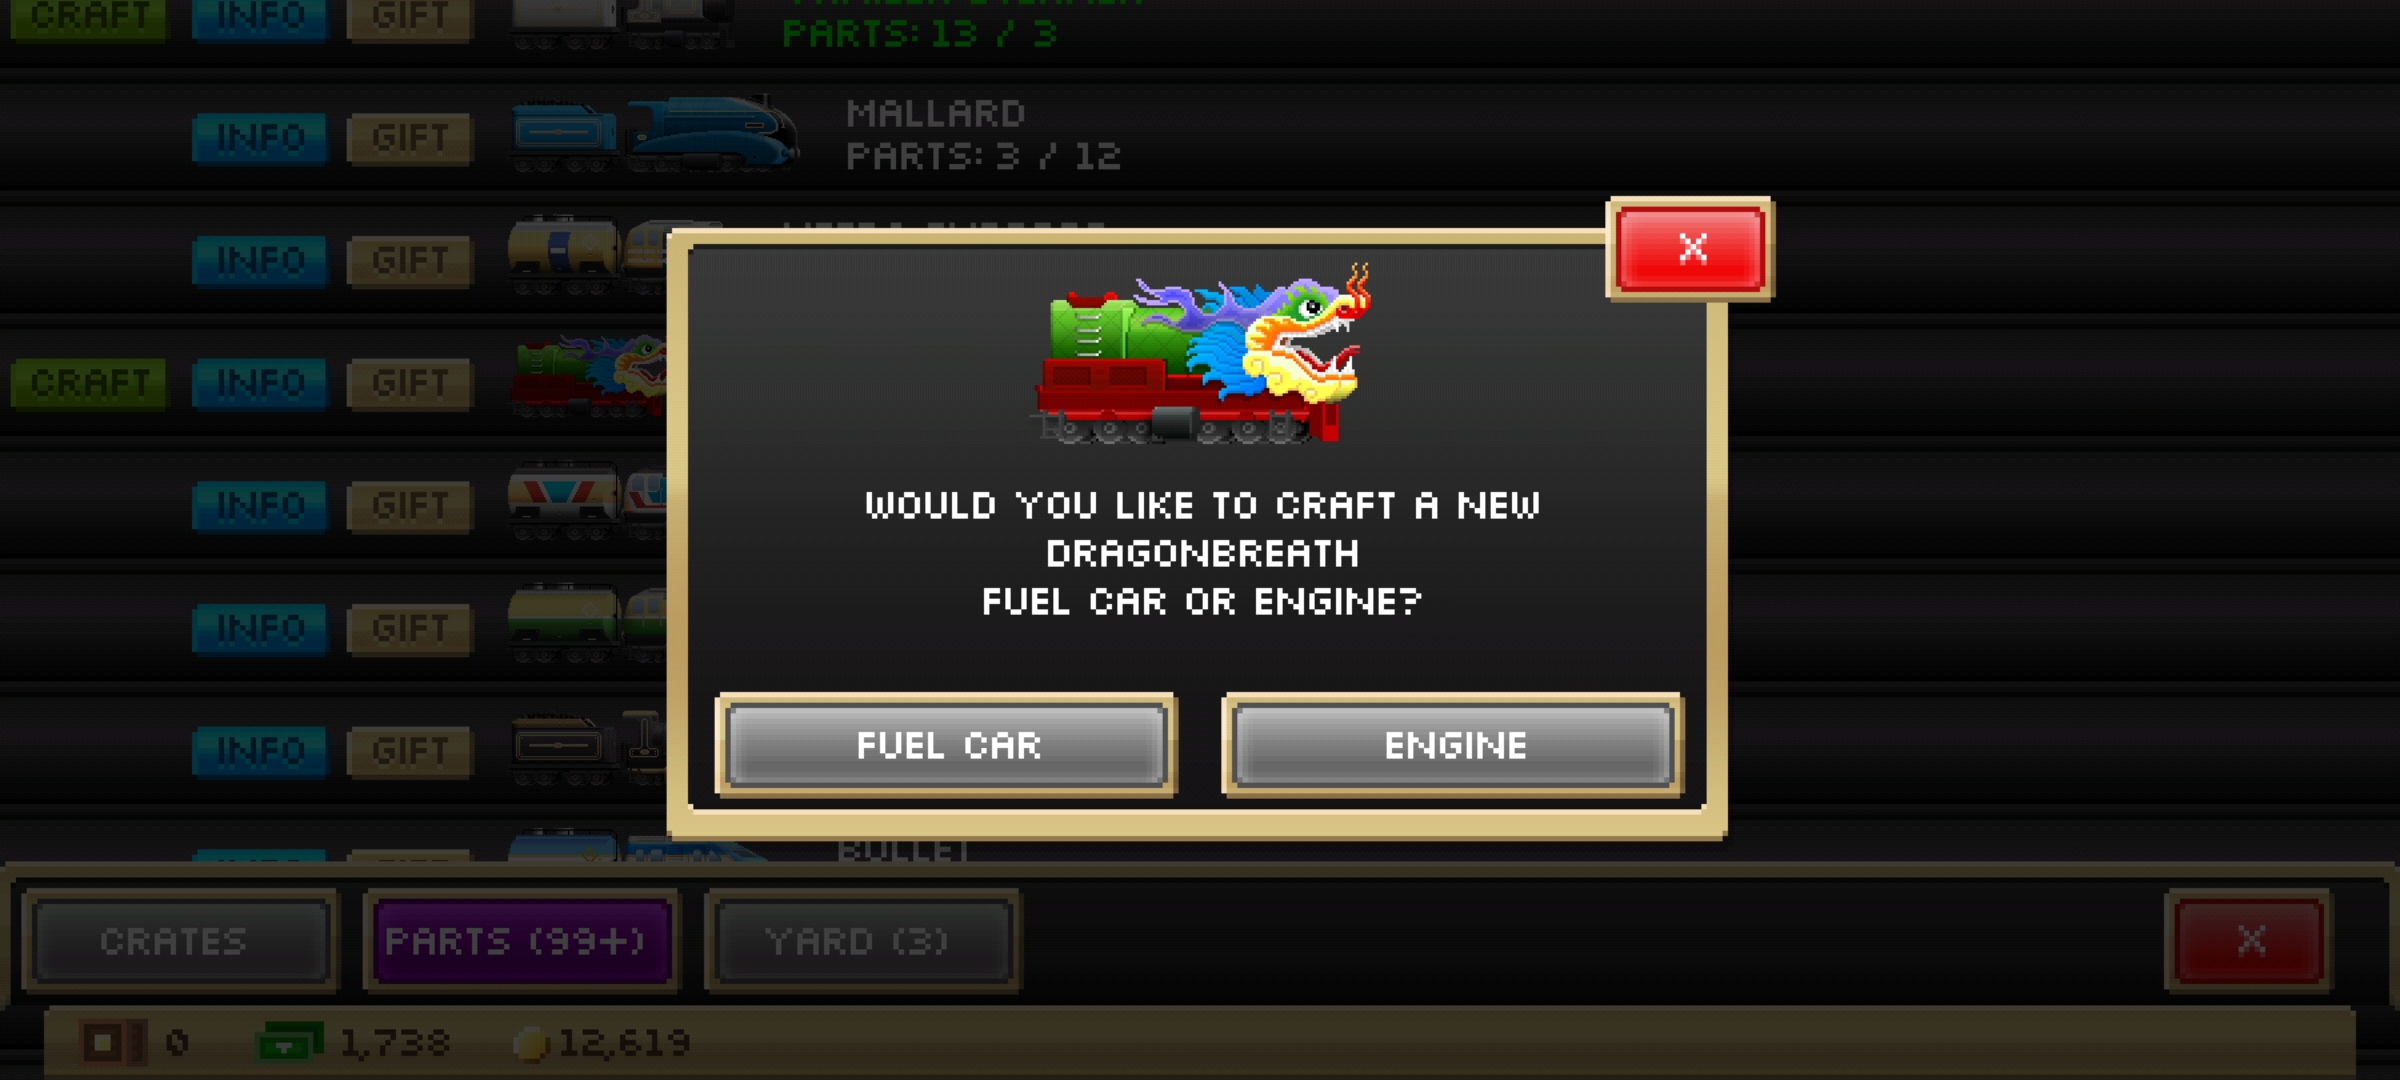 CRAFT INFO GIFT
PARTS: 13 / 3
INFO GIFT MALLARD
PARTS: 3 / 12
INFO GIFT
X
CRAFT INFO GIFT
INFO GIFT
WOULD YOU LIKE TO CRAFT A NEW
DRAGONBREATH
FUEL CAR OR ENGINE?
INFO GIFT
INFO GIFT
FUEL CAR ENGINE
BULLET
CRATES PARTS (99+) YARD (3) X
0 1,738 12,619